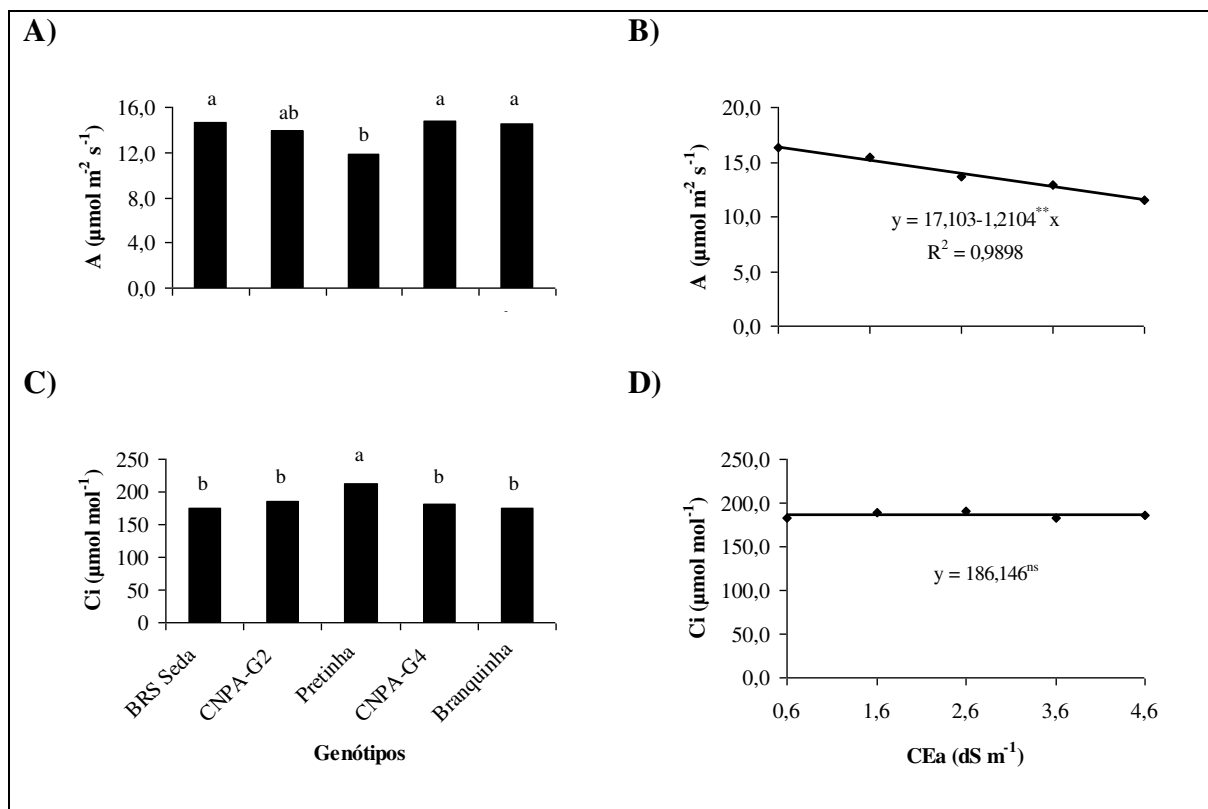 A)
a
ab
b
a
a
16,0
12,0
8,0
4,0
0,0
A (µmol m⁻² s⁻¹)
B)
20,0
15,0
10,0
5,0
0,0
A (µmol m⁻² s⁻¹)
y = 17,103-1,2104**x
R² = 0,9898
C)
b
b
a
b
b
250
200
150
100
50
0
Ci (µmol mol⁻¹)
BRS Seda
CNPA-G2
Pretinha
CNPA-G4
Branquinha
Genótipos
D)
250,0
200,0
150,0
100,0
50,0
0,0
Ci (µmol mol⁻¹)
y = 186,146ⁿˢ
0,6 1,6 2,6 3,6 4,6
CEa (dS m⁻¹)